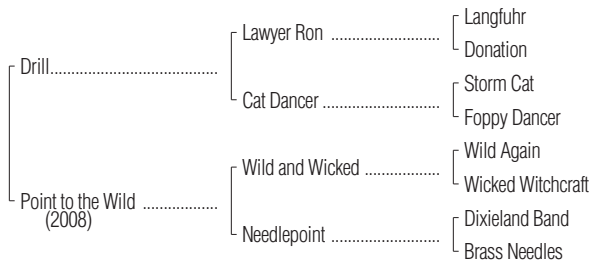 Langfuhr
Lawyer Ron ....................
Donation
Drill...............................
Storm Cat
Cat Dancer .....................
Foppy Dancer
Wild Again
Wild and Wicked ..............
Wicked Witchcraft
Point to the Wild ..............
(2008)
Dixieland Band
Needlepoint ....................
Brass Needles